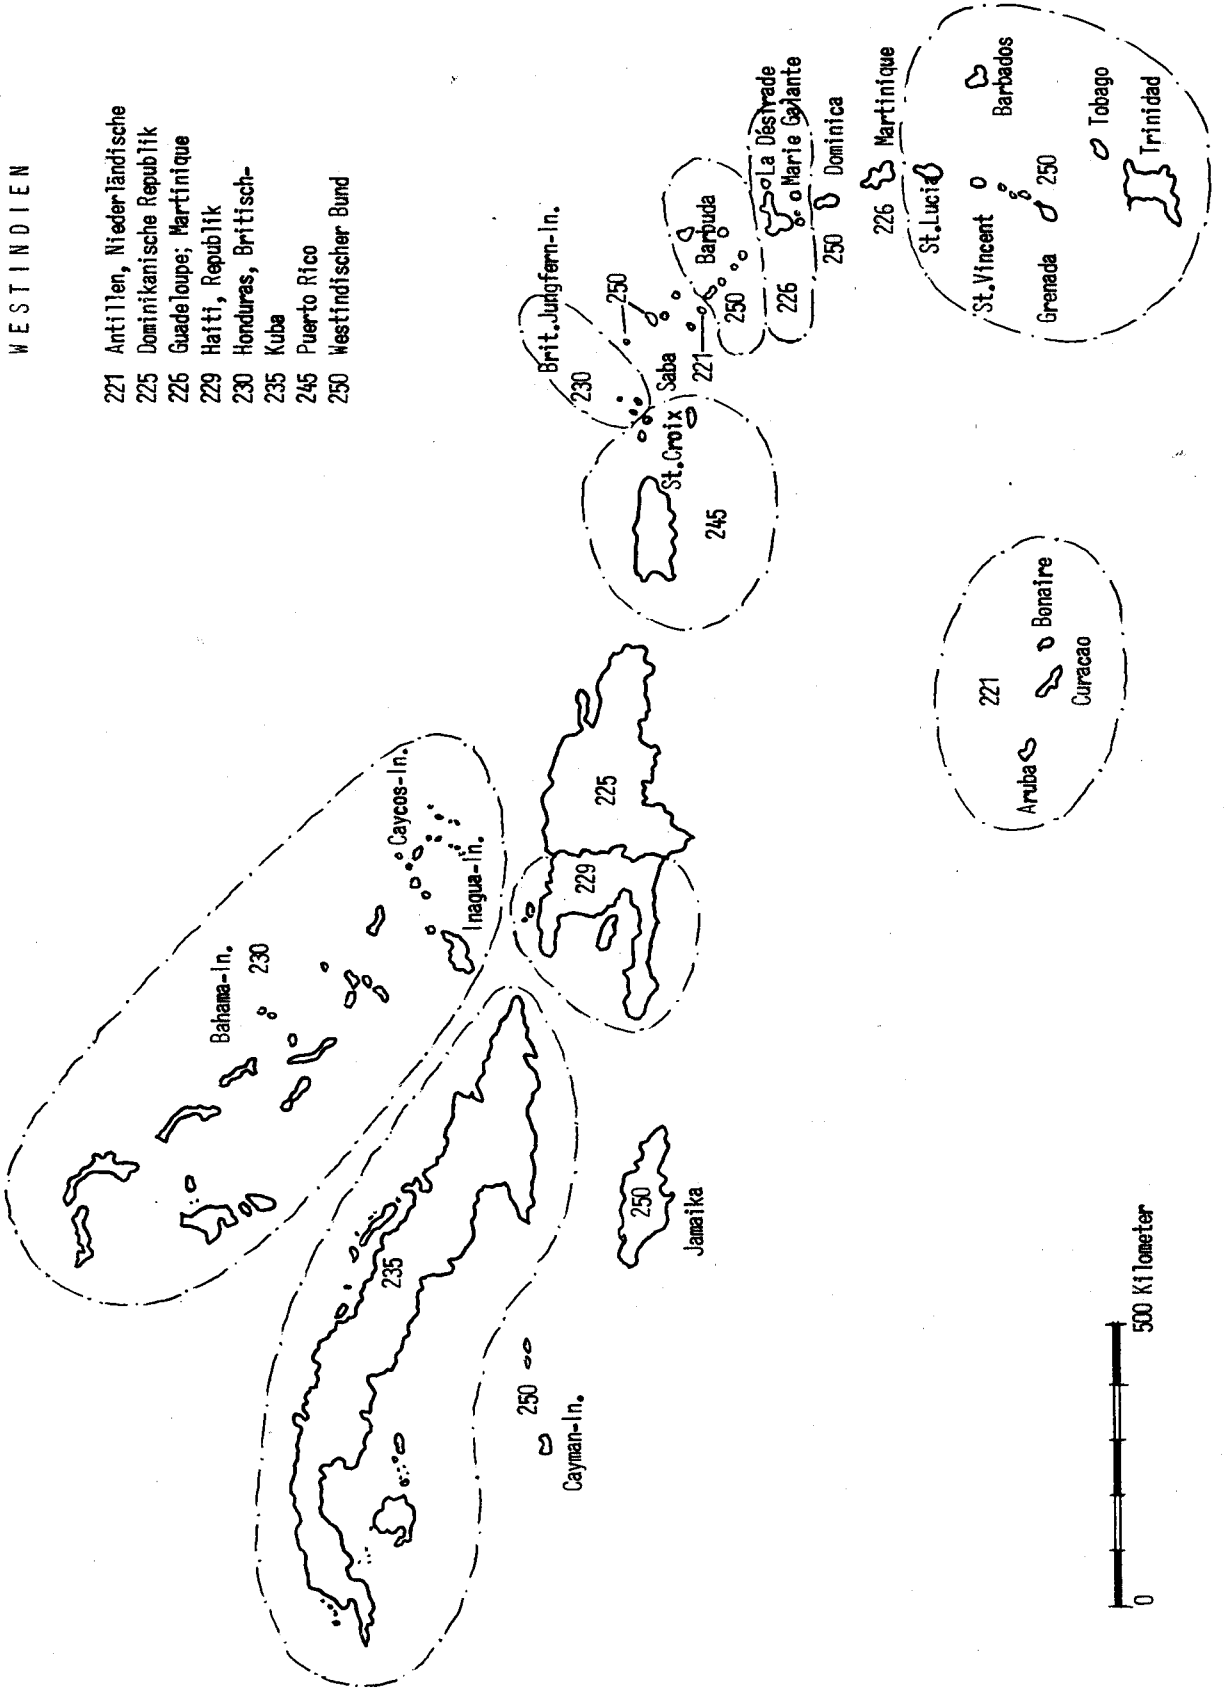 WESTINDIEN
221 Antillen, Niederländische
225 Dominikanische Republik
226 Guadeloupe; Martinique
229 Haiti, Republik
230 Honduras, Britisch-
235 Kuba
245 Puerto Rico
250 Westindischer Bund
Bahama-In.
230
Caycos-In.
Inagua-In.
235
250
Cayman-In.
250
Jamaika
229
225
245
St.Croix
Brit.Jungfern-In.
230
250
Saba
221
Barbuda
250
La Désirade
226
Marie Galante
250 Dominica
226 Martinique
St.Lucia
St.Vincent
Barbados
Grenada
250
Tobago
Trinidad
221
Aruba
Bonaire
Curacao
0
500 Kilometer